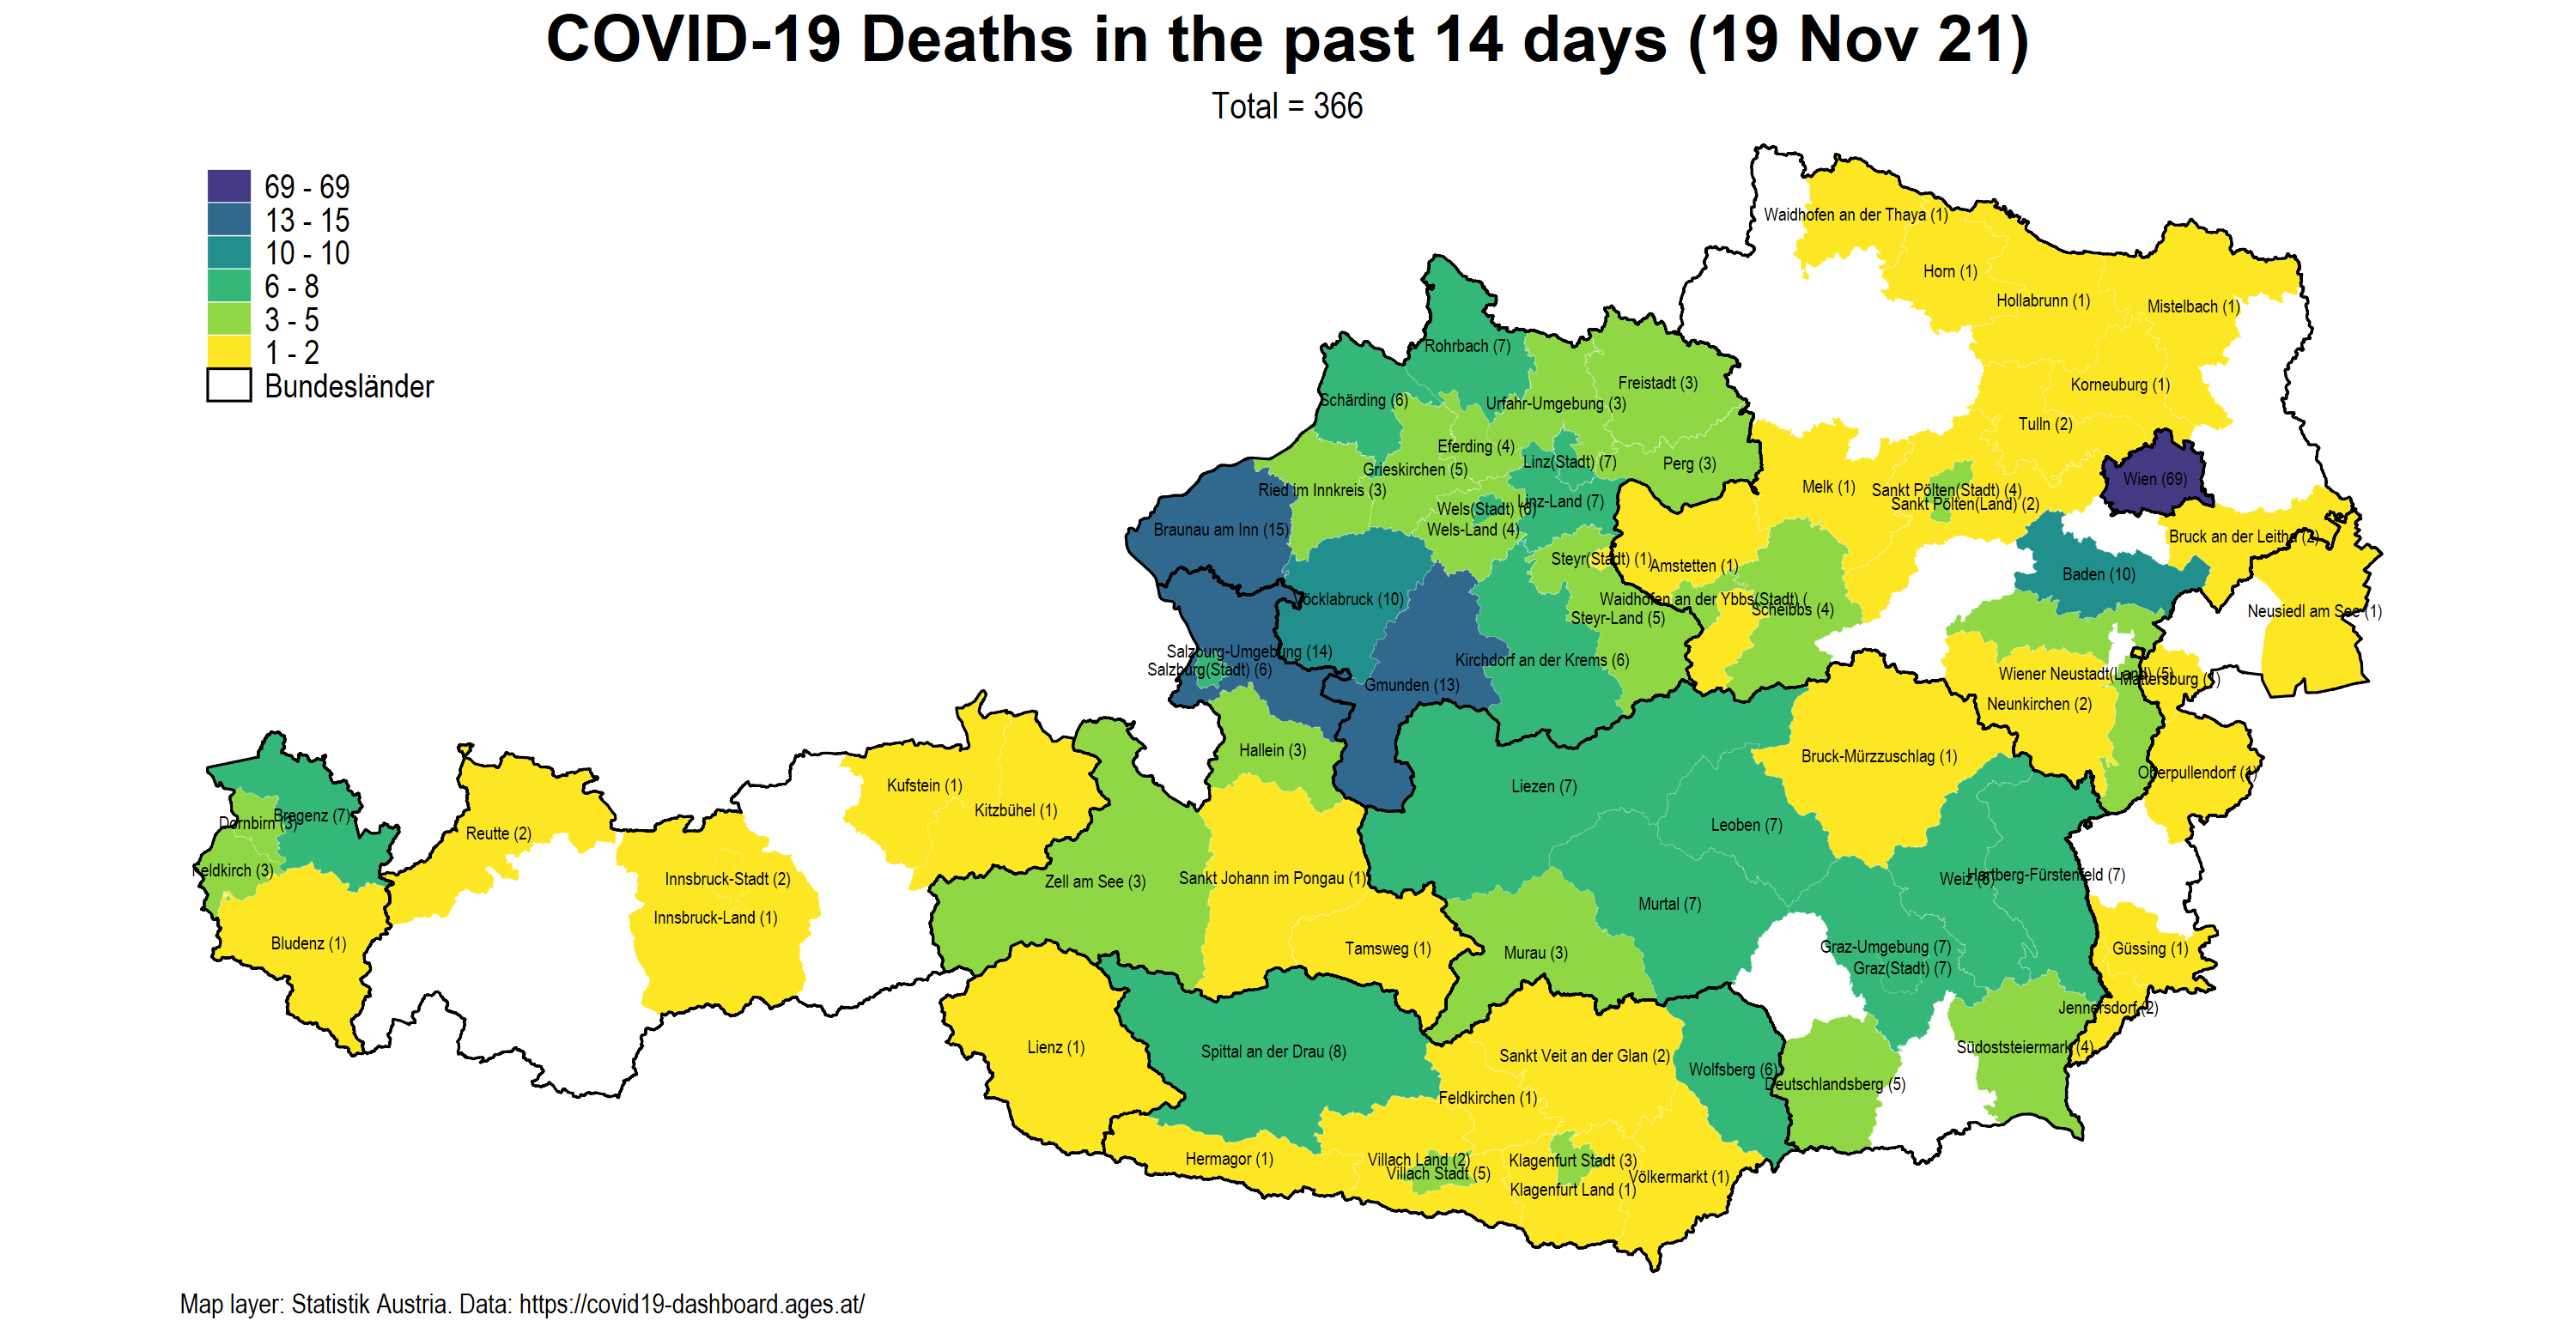 COVID-19 Deaths in the past 14 days (19 Nov 21)
Total = 366
69 - 69
13 - 15
10 - 10
6 - 8
3 - 5
1 - 2
Bundesländer
Waidhofen an der Thaya (1)
Horn (1)
Hollabrunn (1)
Mistelbach (1)
Rohrbach (7)
Freistadt (3)
Korneuburg (1)
Schärding (6)
Urfahr-Umgebung (3)
Tulln (2)
Eferding (4)
Linz(Stadt) (7)
Perg (3)
Grieskirchen (5)
Wien (69)
Ried im Innkreis (3)
Melk (1)
Sankt Pölten(Stadt) (4)
Sankt Pölten(Land) (2)
Linz-Land (7)
Wels(Stadt) (6)
Braunau am Inn (15)
Wels-Land (4)
Bruck an der Leitha (2)
Steyr(Stadt) (1)
Amstetten (1)
Baden (10)
Vöcklabruck (10)
Waidhofen an der Ybbs(Stadt) (
Scheibbs (4)
Neusiedl am See (1)
Steyr-Land (5)
Salzburg-Umgebung (14)
Salzburg(Stadt) (6)
Kirchdorf an der Krems (6)
Gmunden (13)
Wiener Neustadt(Land) (5)
Mattersburg
Neunkirchen (2)
Hallein (3)
Bruck-Mürzzuschlag (1)
Oberpullendorf (1)
Kufstein (1)
Liezen (7)
Kitzbühel (1)
Bregenz (7)
Dornbirn (3)
Reutte (2)
Leoben (7)
Feldkirch (3)
Innsbruck-Stadt (2)
Zell am See (3)
Sankt Johann im Pongau (1)
Weiz (6)
Hartberg-Fürstenfeld (7)
Murtal (7)
Innsbruck-Land (1)
Bludenz (1)
Tamsweg (1)
Murau (3)
Graz-Umgebung (7)
Güssing (1)
Graz(Stadt) (7)
Jennersdorf (2)
Lienz (1)
Spittal an der Drau (8)
Sankt Veit an der Glan (2)
Südoststeiermark (4)
Wolfsberg (6)
Deutschlandsberg (5)
Feldkirchen (1)
Hermagor (1)
Villach Land (2)
Klagenfurt Stadt (3)
Villach Stadt (5)
Völkermarkt (1)
Klagenfurt Land (1)
Map layer: Statistik Austria. Data: https://covid19-dashboard.ages.at/